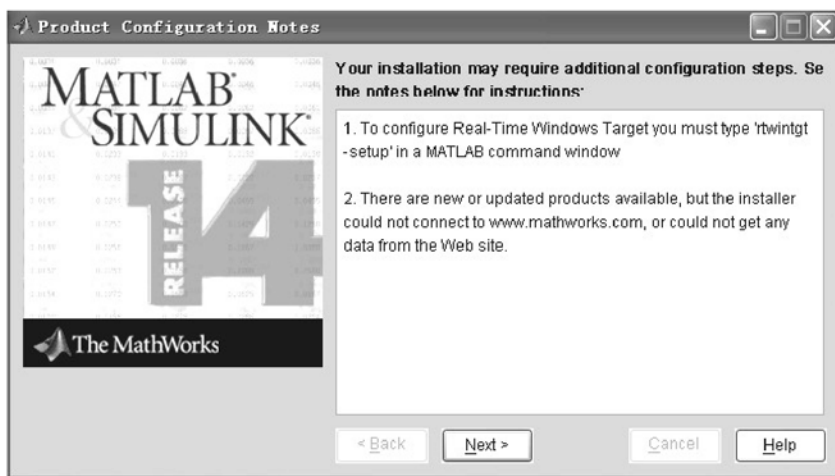 Product Configuration Notes
MATLAB®
&SIMULINK®
RELEASE
14
The MathWorks
Your installation may require additional configuration steps. Se
the notes below for instructions:
1. To configure Real-Time Windows Target you must type 'rtwintgt
-setup' in a MATLAB command window
2. There are new or updated products available, but the installer
could not connect to www.mathworks.com, or could not get any
data from the Web site.
< Back
Next >
Cancel
Help